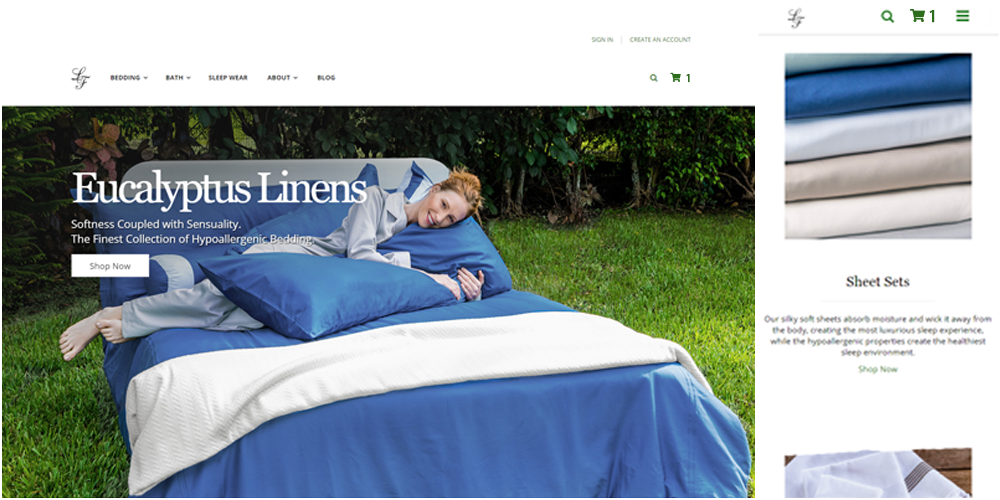 SIGN IN | CREATE AN ACCOUNT
LF BEDDING BATH SLEEP WEAR ABOUT BLOG 1
Eucalyptus Linens
Softness Coupled with Sensuality.
The Finest Collection of Hypoallergenic Bedding.
Shop Now
LF 1
Sheet Sets
Our silky soft sheets absorb moisture and wick it away from
the body, creating the most luxurious sleep experience,
while the hypoallergenic properties create the healthiest
sleep environment.
Shop Now